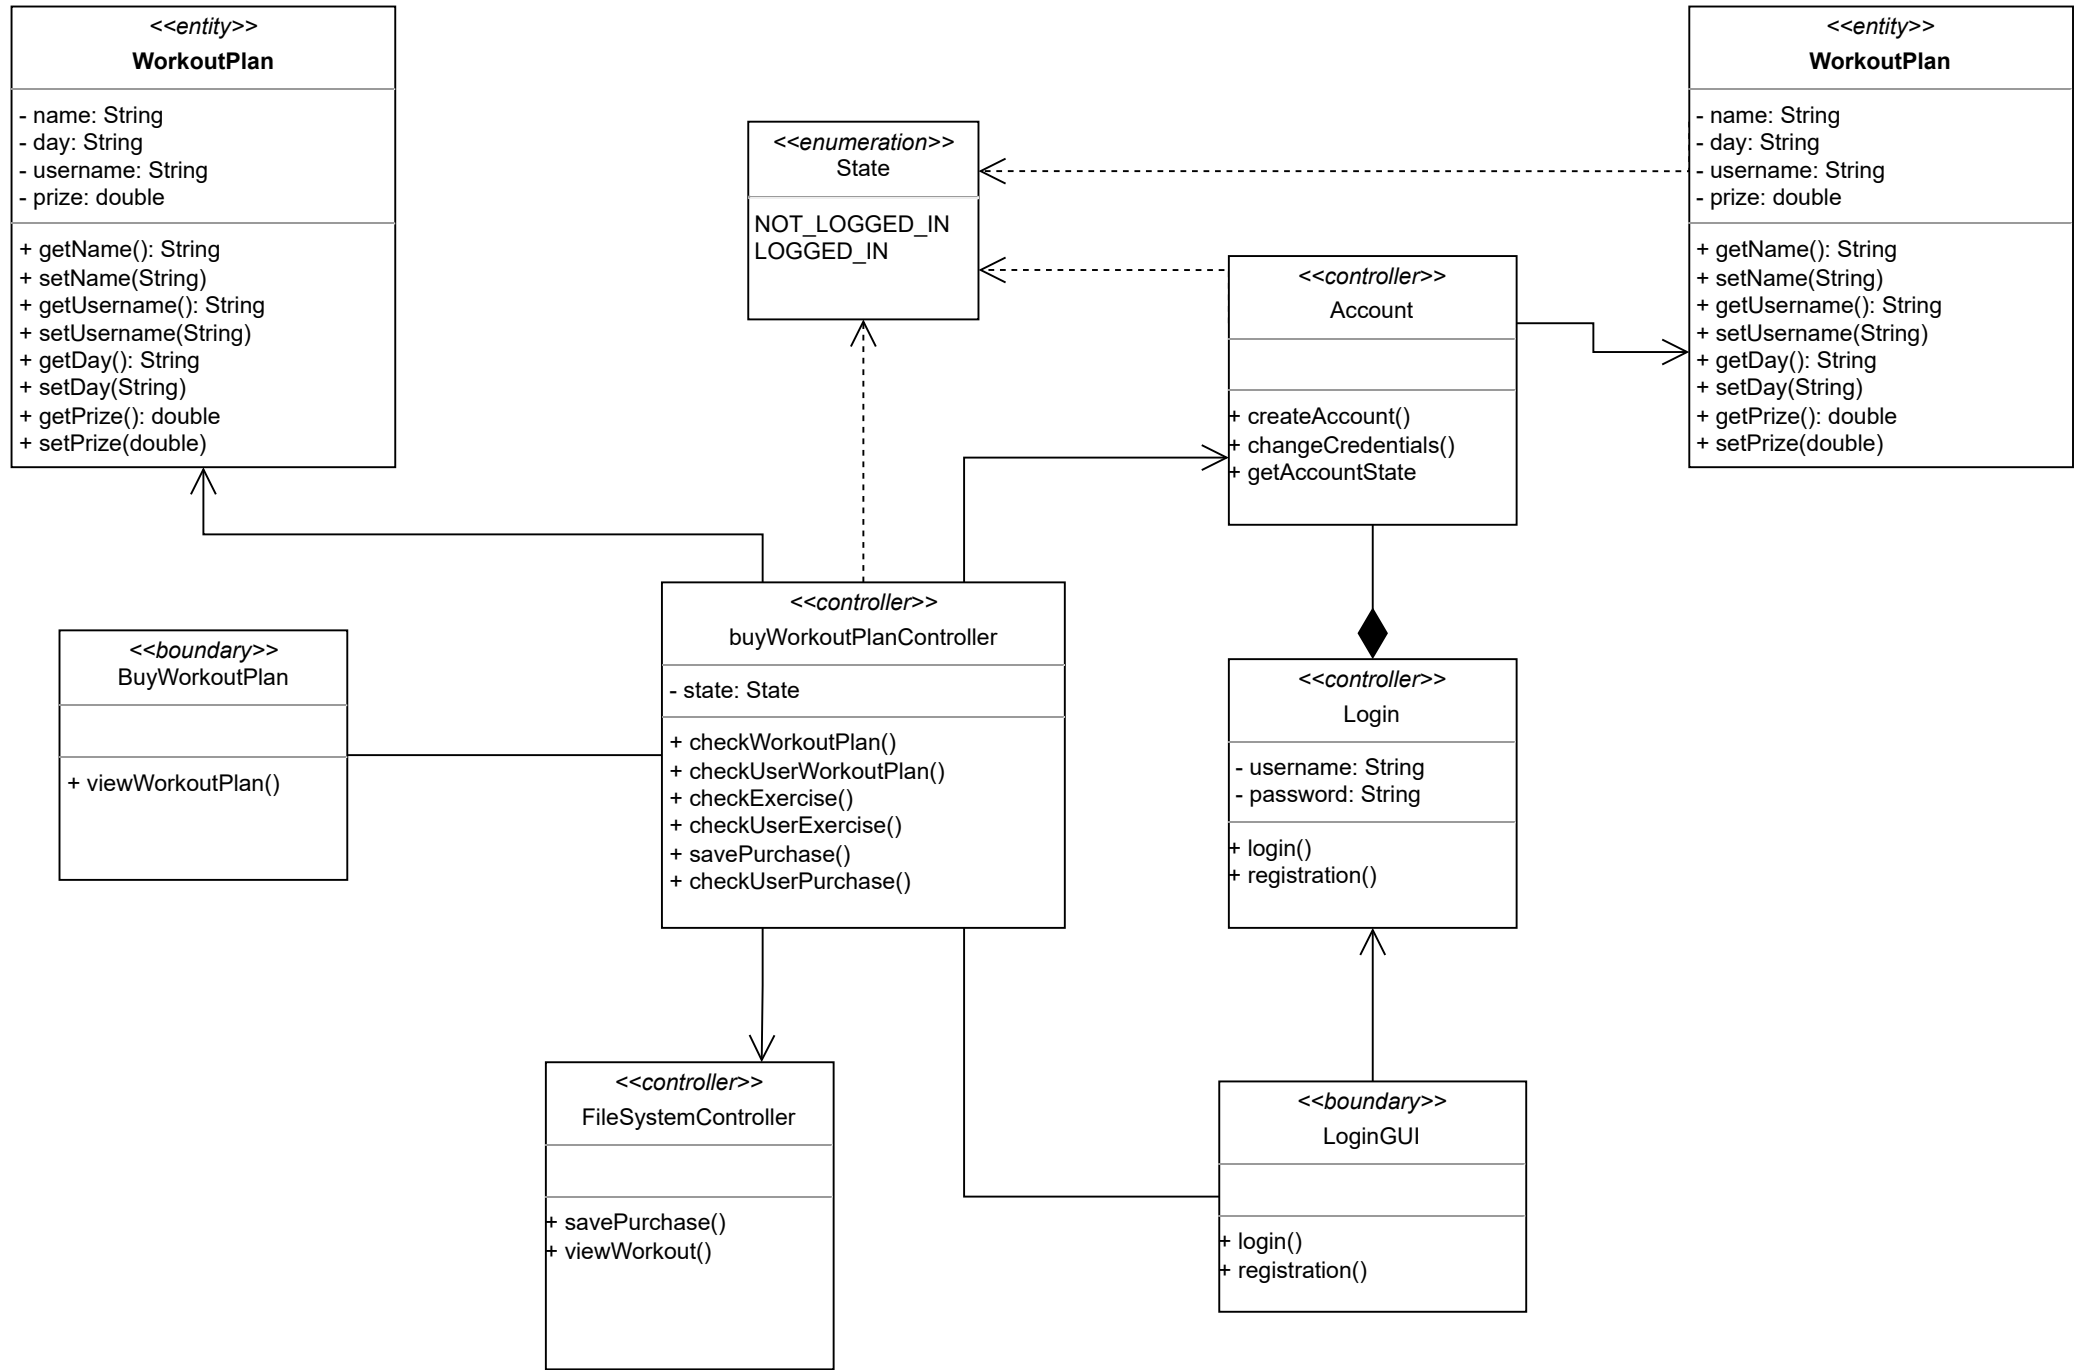 <<entity>>
WorkoutPlan
- name: String
- day: String
- username: String
- prize: double
+ getName(): String
+ setName(String)
+ getUsername(): String
+ setUsername(String)
+ getDay(): String
+ setDay(String)
+ getPrize(): double
+ setPrize(double)
<<enumeration>>
State
NOT_LOGGED_IN
LOGGED_IN
<<entity>>
WorkoutPlan
- name: String
- day: String
- username: String
- prize: double
+ getName(): String
+ setName(String)
+ getUsername(): String
+ setUsername(String)
+ getDay(): String
+ setDay(String)
+ getPrize(): double
+ setPrize(double)
<<controller>>
Account
+ createAccount()
+ changeCredentials()
+ getAccountState
<<boundary>>
BuyWorkoutPlan
+ viewWorkoutPlan()
<<controller>>
buyWorkoutPlanController
- state: State
+ checkWorkoutPlan()
+ checkUserWorkoutPlan()
+ checkExercise()
+ checkUserExercise()
+ savePurchase()
+ checkUserPurchase()
<<controller>>
Login
- username: String
- password: String
+ login()
+ registration()
<<controller>>
FileSystemController
+ savePurchase()
+ viewWorkout()
<<boundary>>
LoginGUI
+ login()
+ registration()